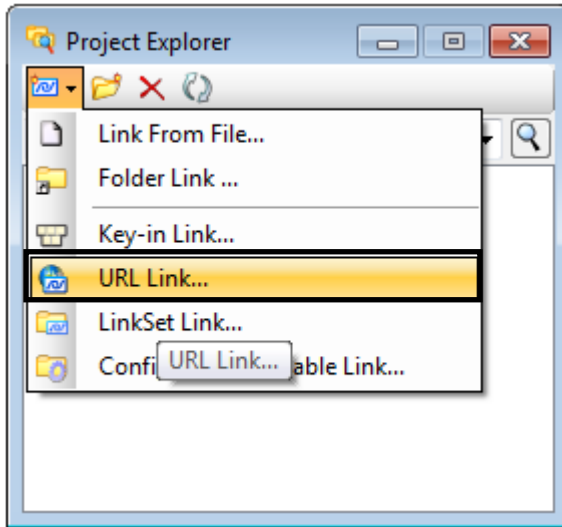 Project Explorer
Link From File...
Folder Link ...
Key-in Link...
URL Link...
LinkSet Link...
Confi
URL Link...
able Link...